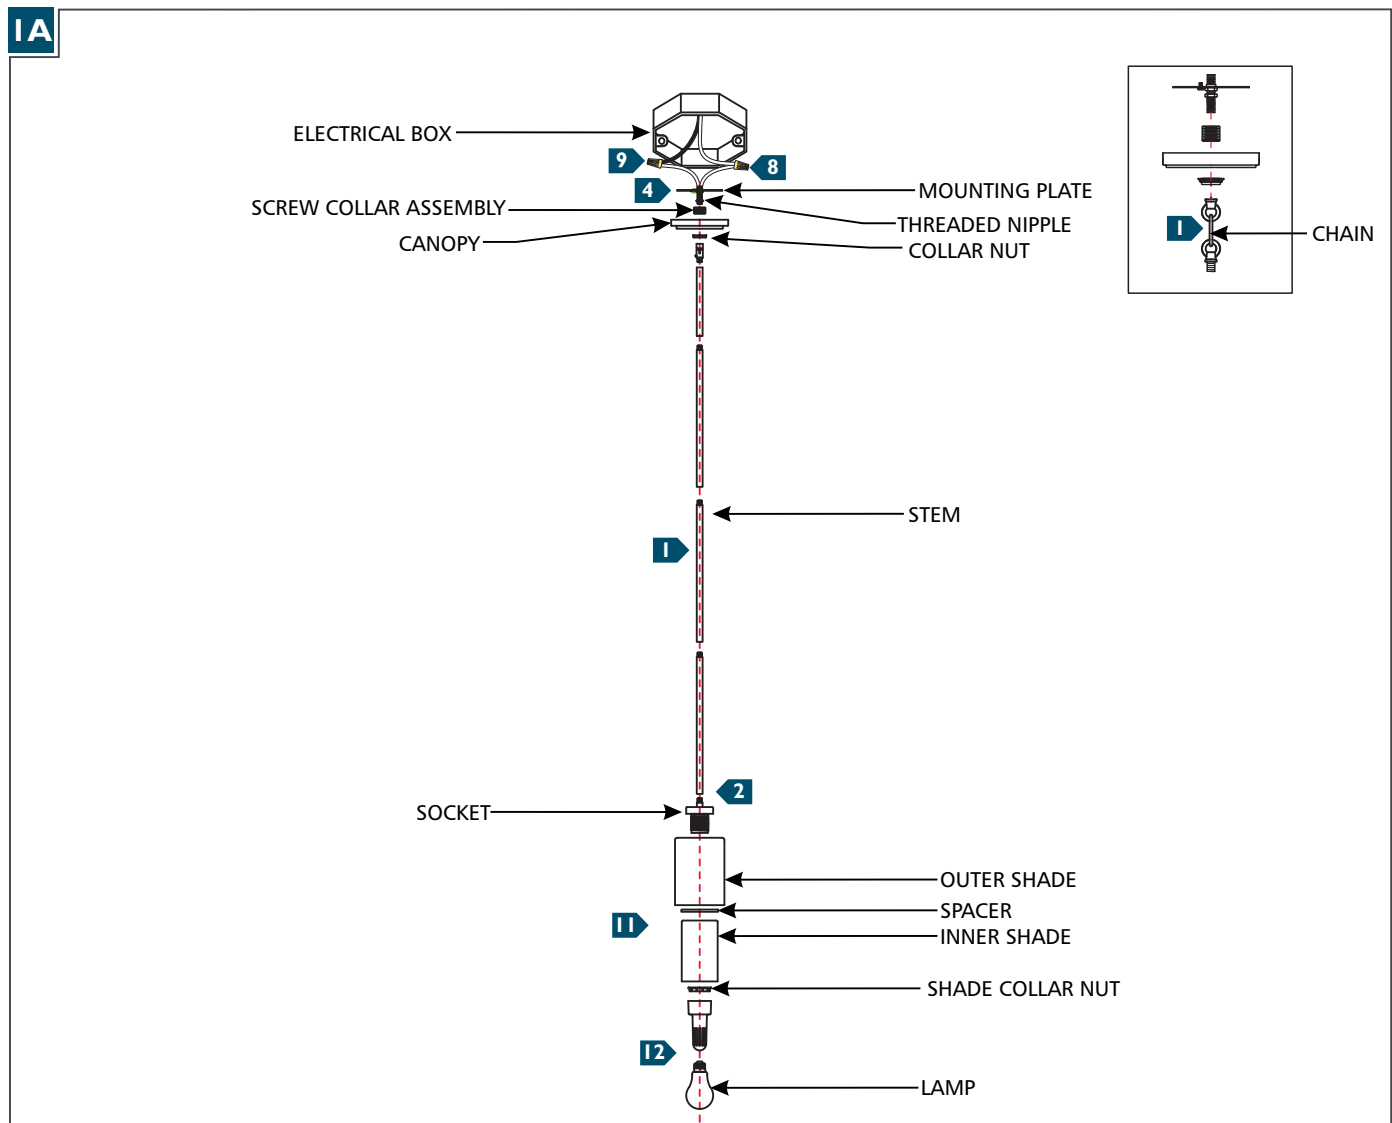 1A
ELECTRICAL BOX
9
8
4
MOUNTING PLATE
SCREW COLLAR ASSEMBLY
THREADED NIPPLE
CANOPY
COLLAR NUT
1
CHAIN
STEM
1
2
SOCKET
OUTER SHADE
SPACER
11
INNER SHADE
SHADE COLLAR NUT
12
LAMP